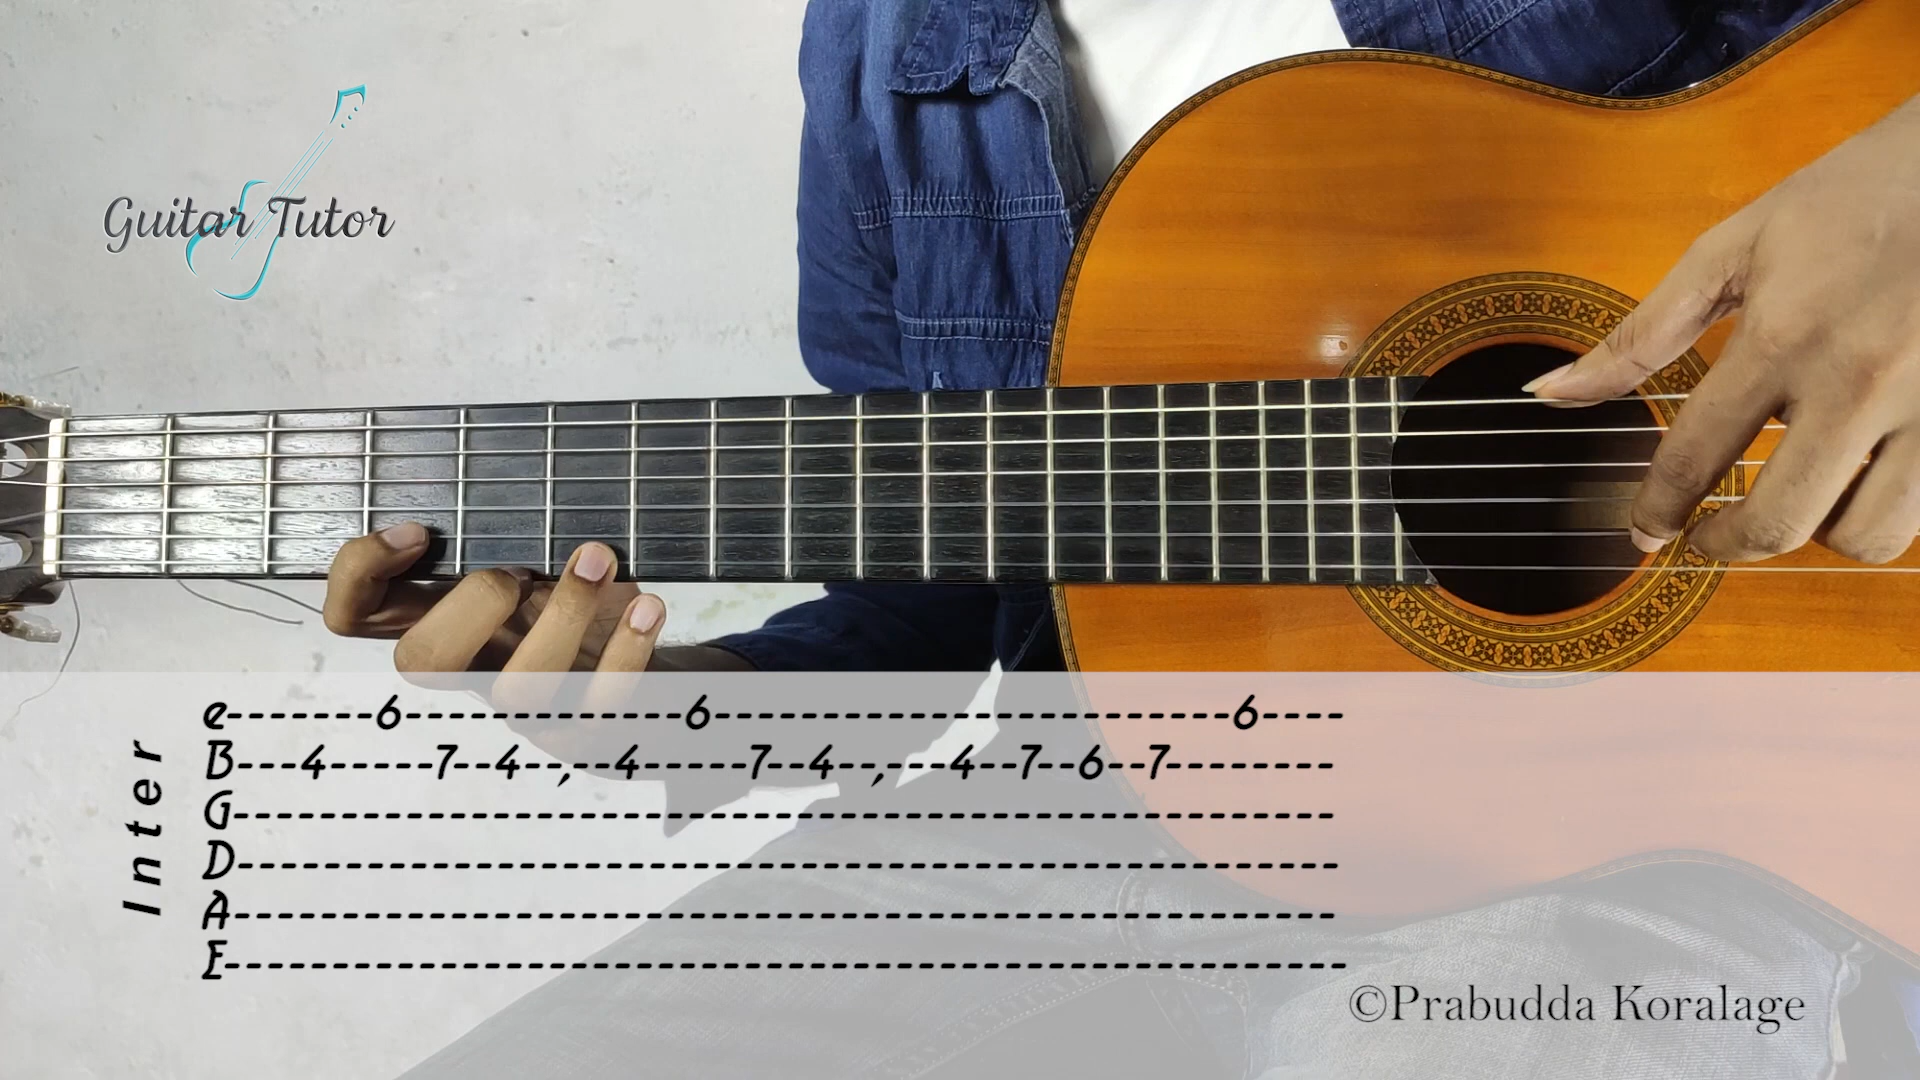 Guitar Tutor
Inter
e-------6-------------6------------------------6----
B---4-----7--4--,--4-----7--4--,---4--7--6--7--------
G---------------------------------------------------
D---------------------------------------------------
A---------------------------------------------------
E---------------------------------------------------
©Prabudda Koralage